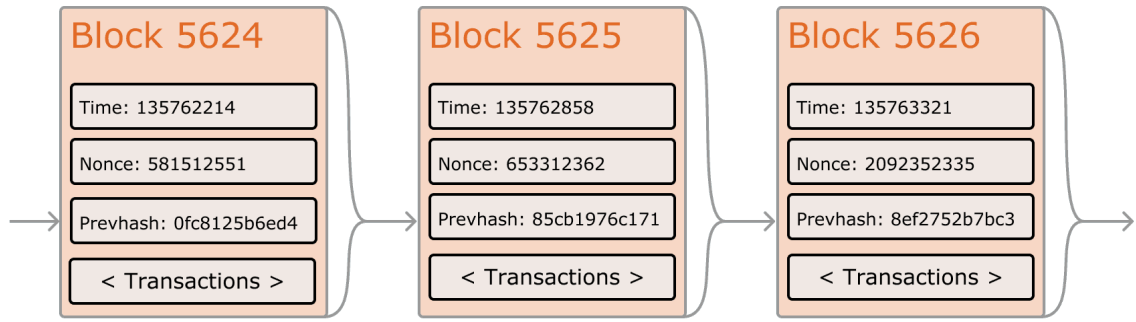 Block 5624
Time: 135762214
Nonce: 581512551
Prevhash: 0fc8125b6ed4
< Transactions >
Block 5625
Time: 135762858
Nonce: 653312362
Prevhash: 85cb1976c171
< Transactions >
Block 5626
Time: 135763321
Nonce: 2092352335
Prevhash: 8ef2752b7bc3
< Transactions >